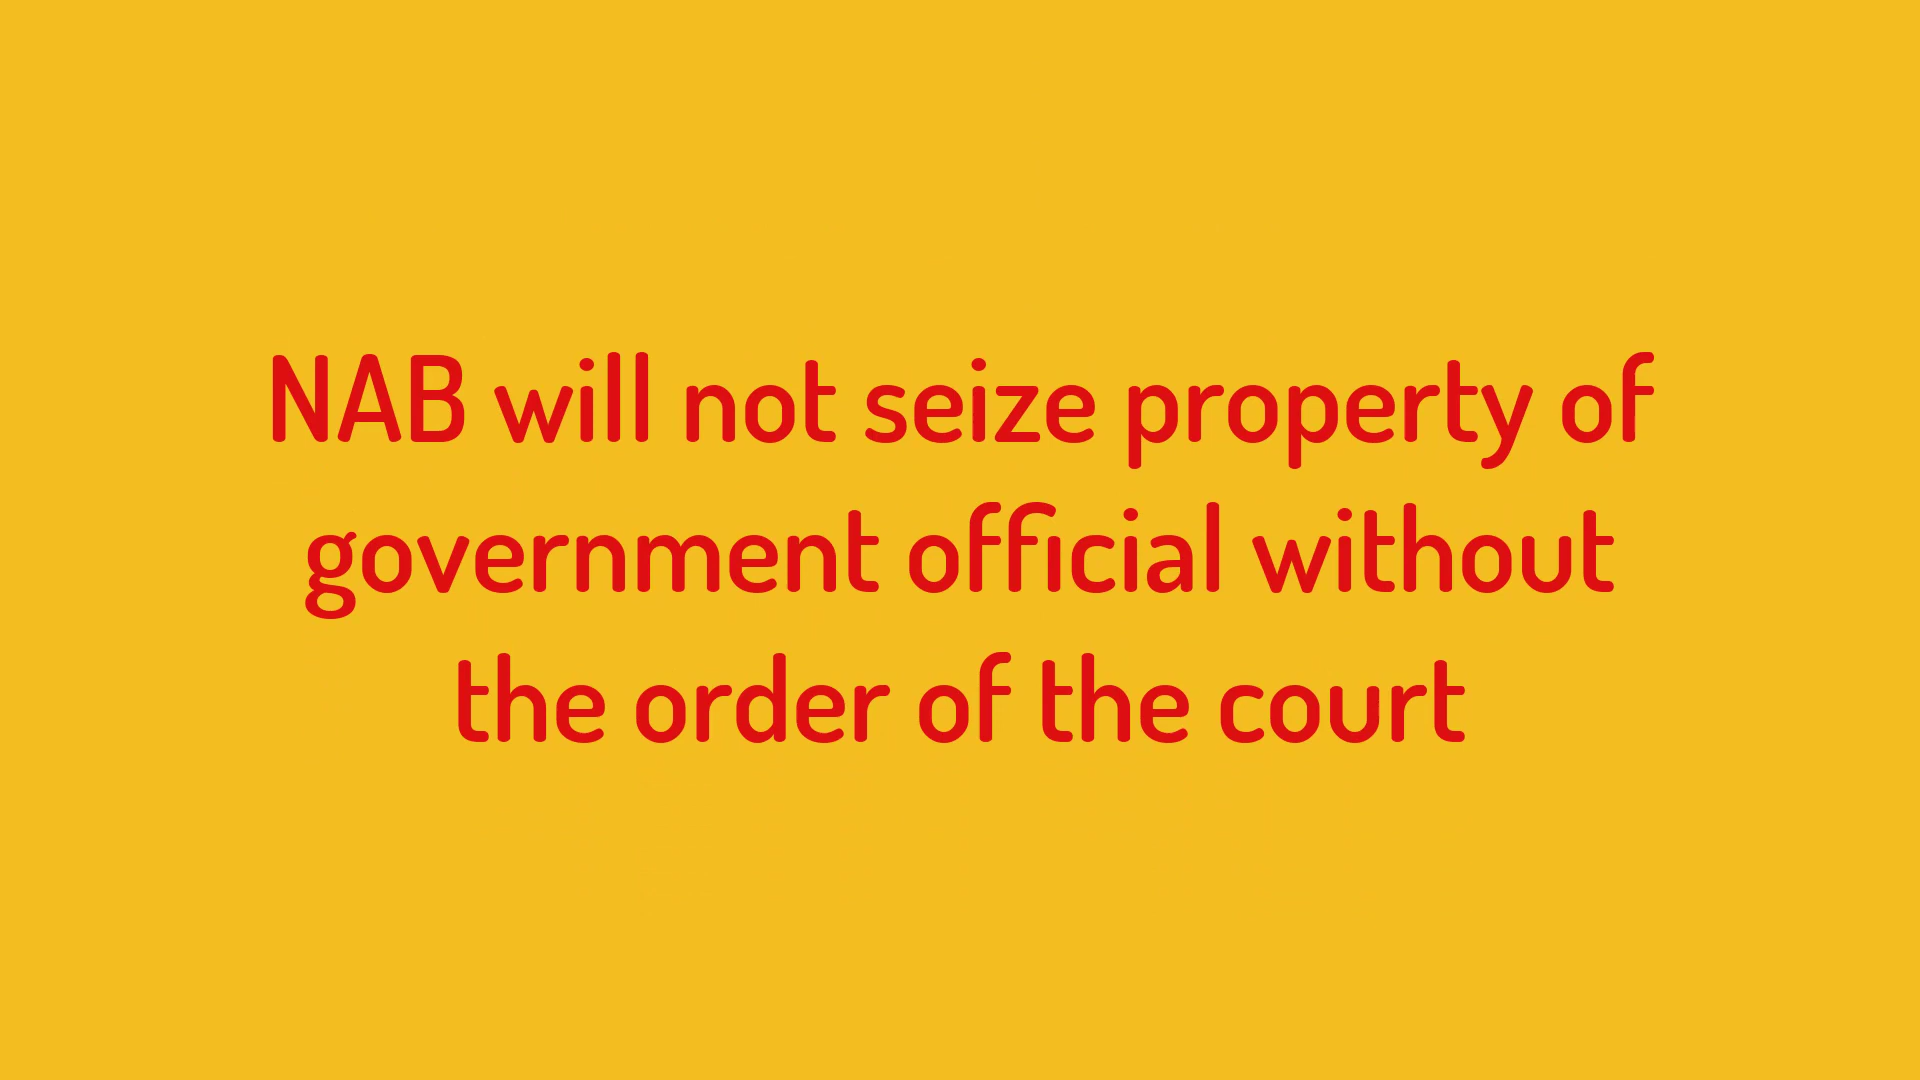 NAB will not seize property of
government official without
the order of the court